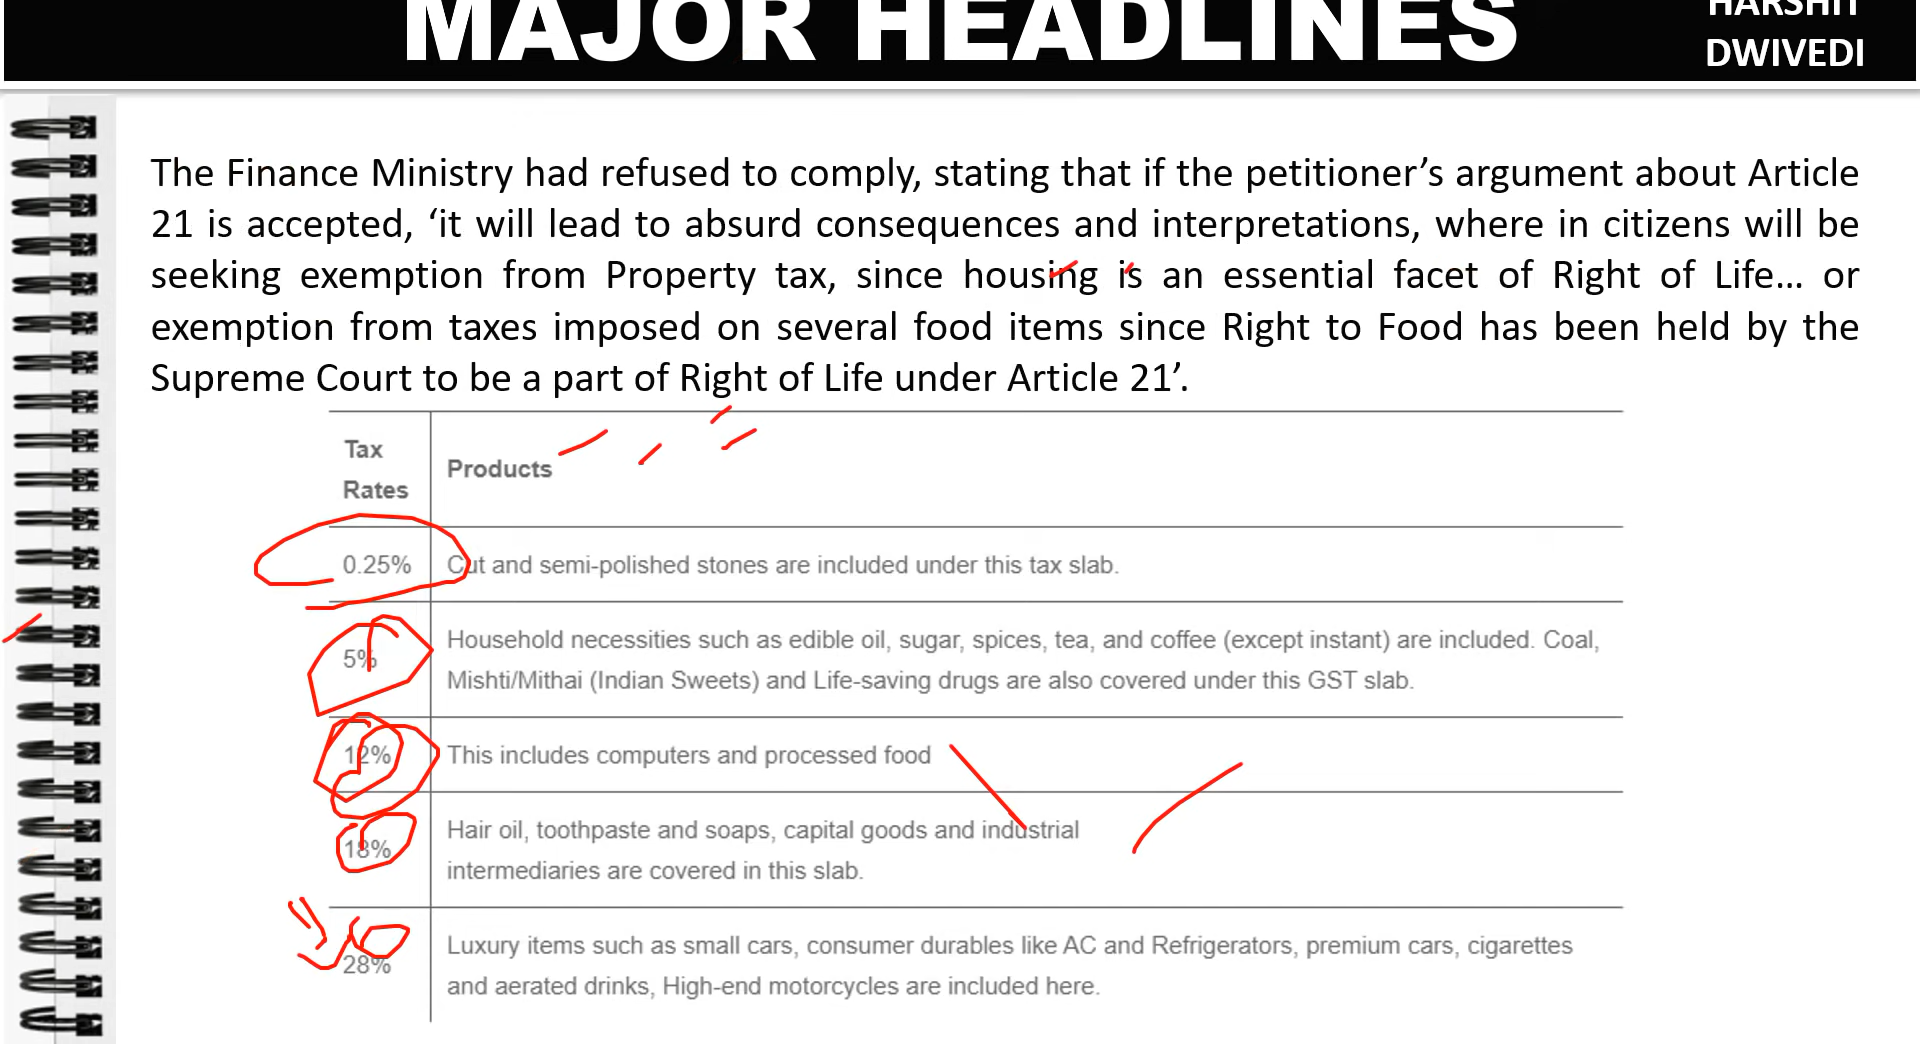 MAJOR HEADLINES
HARSHIT
DWIVEDI
The Finance Ministry had refused to comply, stating that if the petitioner’s argument about Article
21 is accepted, ‘it will lead to absurd consequences and interpretations, where in citizens will be
seeking exemption from Property tax, since housing is an essential facet of Right of Life... or
exemption from taxes imposed on several food items since Right to Food has been held by the
Supreme Court to be a part of Right of Life under Article 21’.
Tax
Rates
Products
0.25%
Cut and semi-polished stones are included under this tax slab.
5%
Household necessities such as edible oil, sugar, spices, tea, and coffee (except instant) are included. Coal,
Mishti/Mithai (Indian Sweets) and Life-saving drugs are also covered under this GST slab.
12%
This includes computers and processed food
18%
Hair oil, toothpaste and soaps, capital goods and industrial
intermediaries are covered in this slab.
28%
Luxury items such as small cars, consumer durables like AC and Refrigerators, premium cars, cigarettes
and aerated drinks, High-end motorcycles are included here.